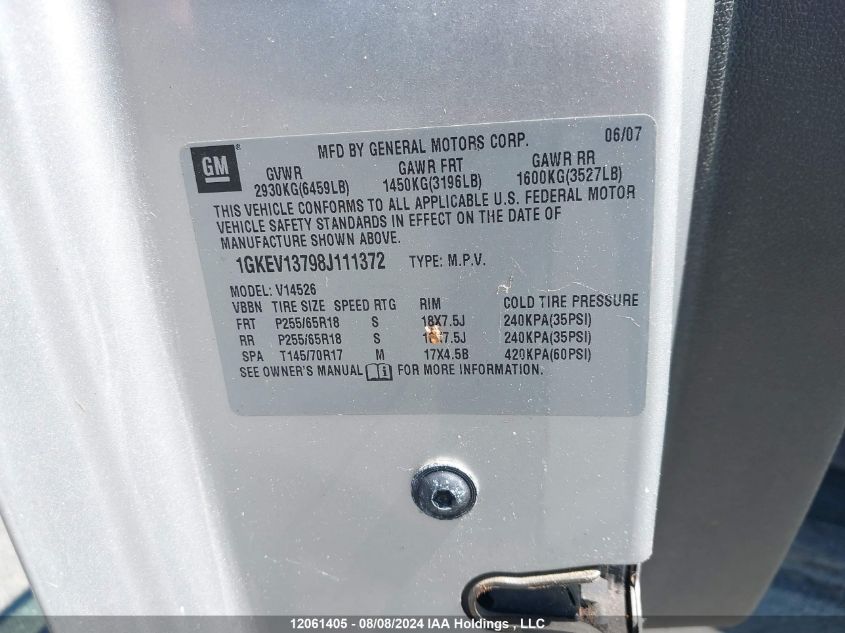 GM® MFD BY GENERAL MOTORS CORP. 06/07
GVWR GAWR FRT GAWR RR
2930KG(6459LB) 1450KG(3196LB) 1600KG(3527LB)
THIS VEHICLE CONFORMS TO ALL APPLICABLE U.S. FEDERAL MOTOR
VEHICLE SAFETY STANDARDS IN EFFECT ON THE DATE OF
MANUFACTURE SHOWN ABOVE.
1GKEV13798J111372 TYPE: M.P.V.
MODEL: V14526
VBBN TIRE SIZE SPEED RTG RIM COLD TIRE PRESSURE
FRT P255/65R18 S 18X7.5J 240KPA(35PSI)
RR P255/65R18 S 240KPA(35PSI)
SPA T145/70R17 M 17X4.5B 420KPA(60PSI)
SEE OWNER'S MANUAL i FOR MORE INFORMATION.
12061405 - 08/08/2024 IAA Holdings , LLC